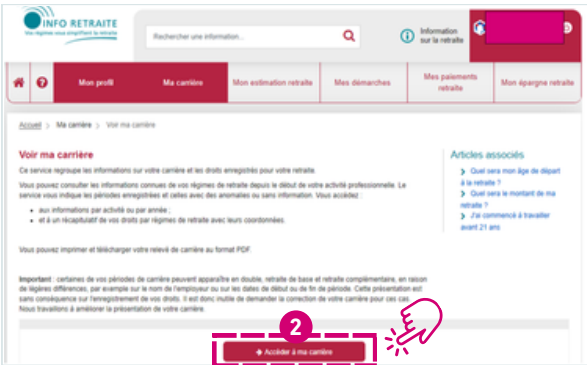 INFO RETRAITE
Vos régimes vous simplifient la retraite
Rechercher une information...
Information
sur la retraite
Mon profil
Ma carrière
Mon estimation retraite
Mes démarches
Mes paiements
retraite
Mon épargne retraite
Accueil > Ma carrière > Voir ma carrière
Voir ma carrière
Ce service regroupe les informations sur votre carrière et les droits enregistrés pour votre retraite.
Vous pouvez consulter les informations connues de vos régimes de retraite depuis le début de votre activité professionnelle. Le
service vous indique les périodes enregistrées et celles avec des anomalies ou sans information. Vous accédez :
• aux informations par activité ou par année ;
• et à un récapitulatif de vos droits par régimes de retraite avec leurs coordonnées.
Vous pouvez imprimer et télécharger votre relevé de carrière au format PDF.
Important : certaines de vos périodes de carrière peuvent apparaître en double, retraite de base et retraite complémentaire, en raison
de légères différences, par exemple sur le nom de l'employeur ou sur les dates de début ou de fin de période. Cette présentation est
sans conséquence sur l'enregistrement de vos droits. Il est donc inutile de demander la correction de votre carrière pour ces cas.
Nous travaillons à améliorer la présentation de votre carrière.
Articles
associés
> Quel sera mon âge de départ
à la retraite ?
> Quel sera le montant de ma
retraite ?
> J'ai commencé à travailler
avant 21 ans
2
→ Accéder à ma carrière